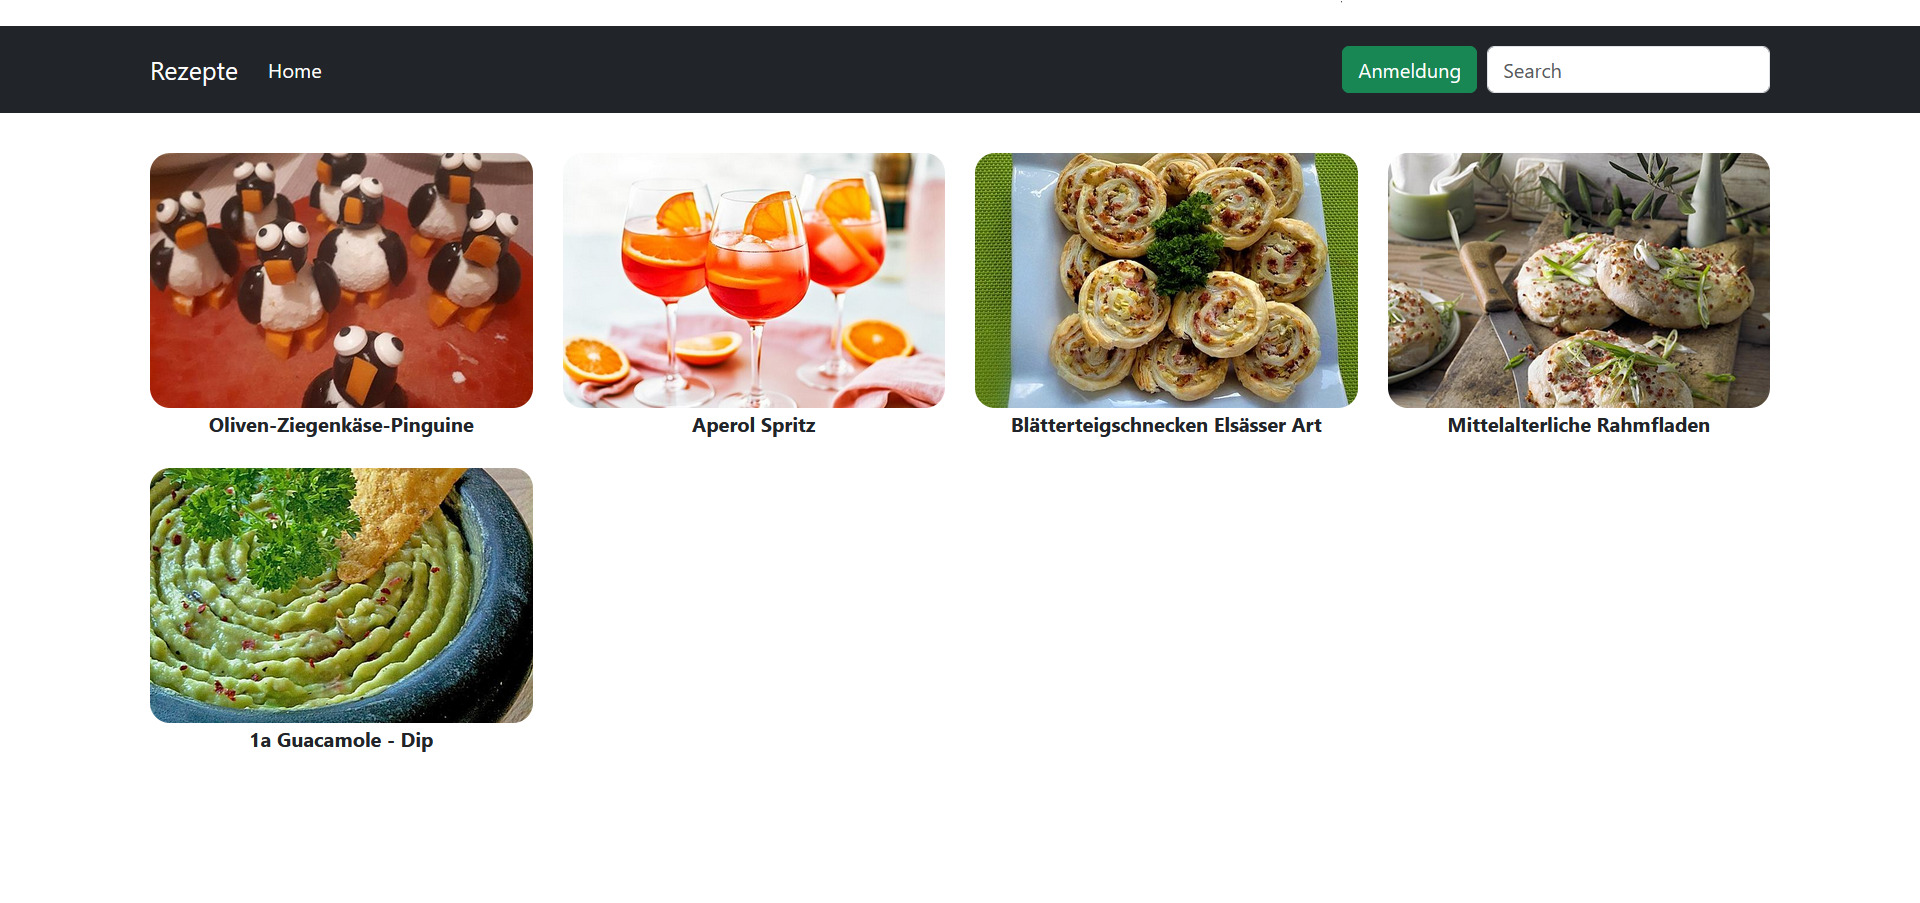 Rezepte Home Anmeldung Search
Oliven-Ziegenkäse-Pinguine Aperol Spritz Blätterteigschnecken Elsässer Art Mittelalterliche Rahmfladen
1a Guacamole - Dip